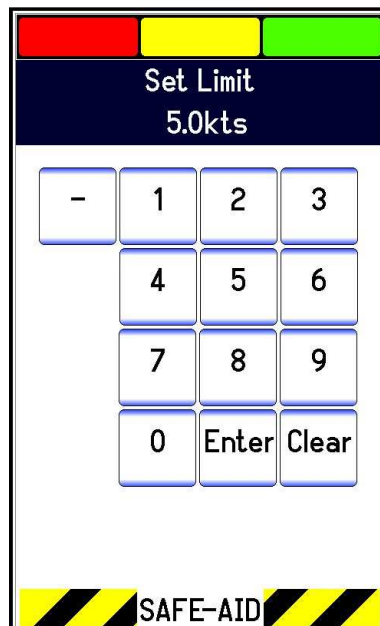 Set Limit
5.0kts
- 1 2 3
4 5 6
7 8 9
0 Enter Clear
SAFE-AID